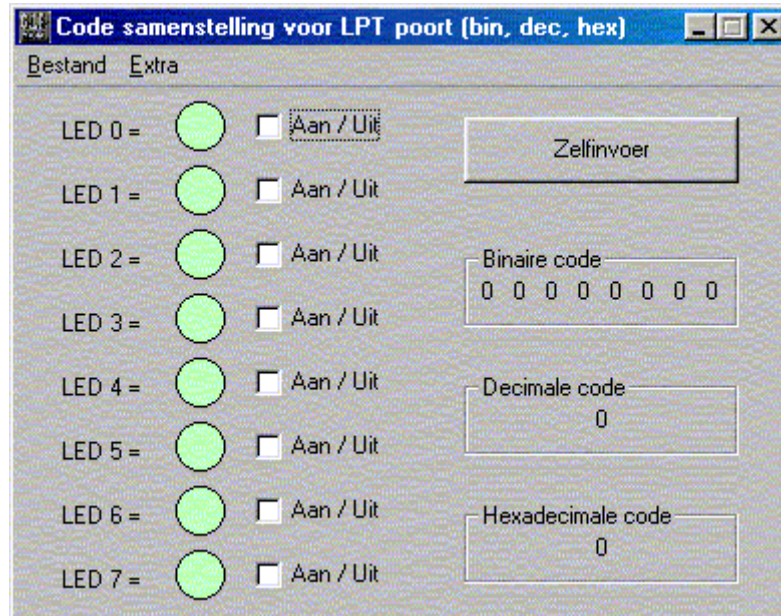 Code samenstelling voor LPT poort (bin, dec, hex)
Bestand Extra
LED 0 = Aan / Uit
LED 1 = Aan / Uit
LED 2 = Aan / Uit
LED 3 = Aan / Uit
LED 4 = Aan / Uit
LED 5 = Aan / Uit
LED 6 = Aan / Uit
LED 7 = Aan / Uit
Zelfinvoer
Binaire code
0 0 0 0 0 0 0 0
Decimale code
0
Hexadecimale code
0